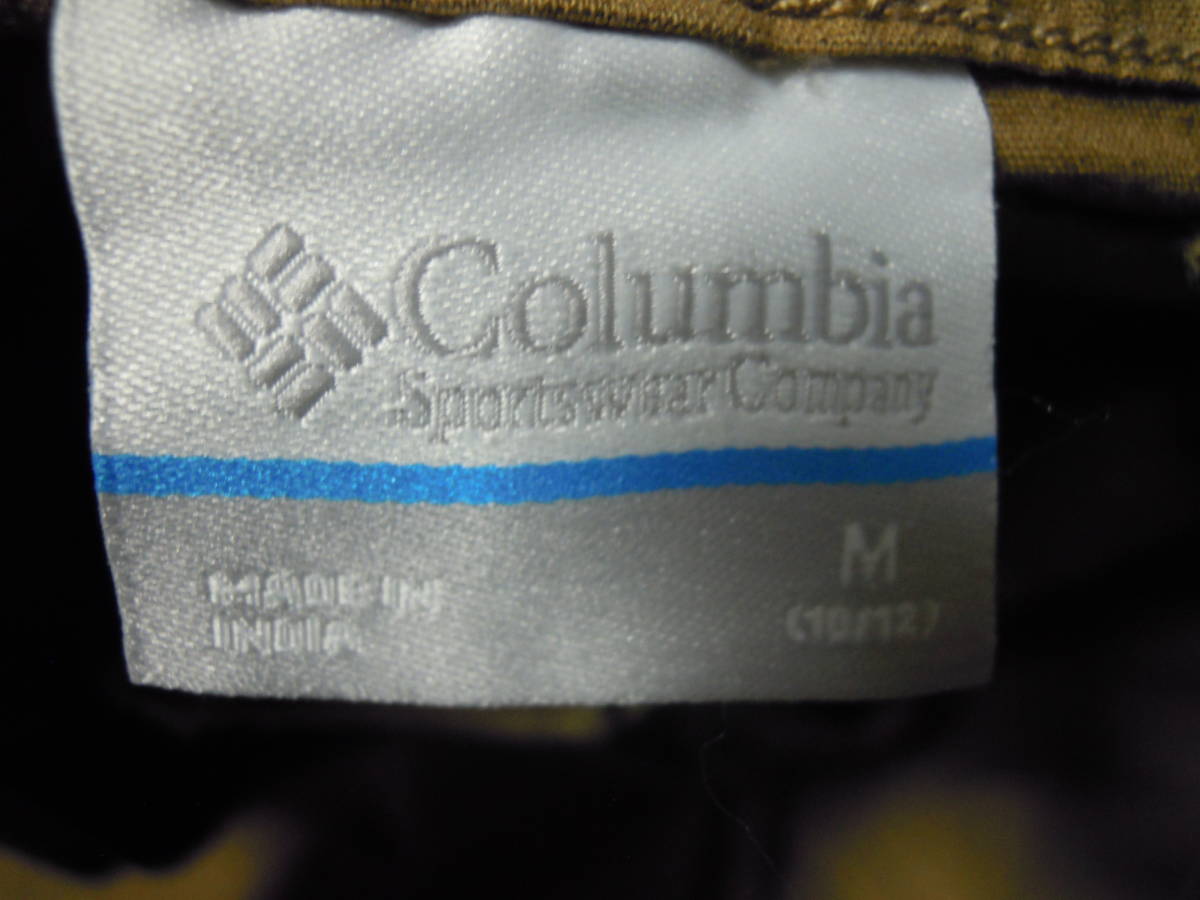 Columbia
Sportswear Company
M
(10/12)
MADE IN
INDIA